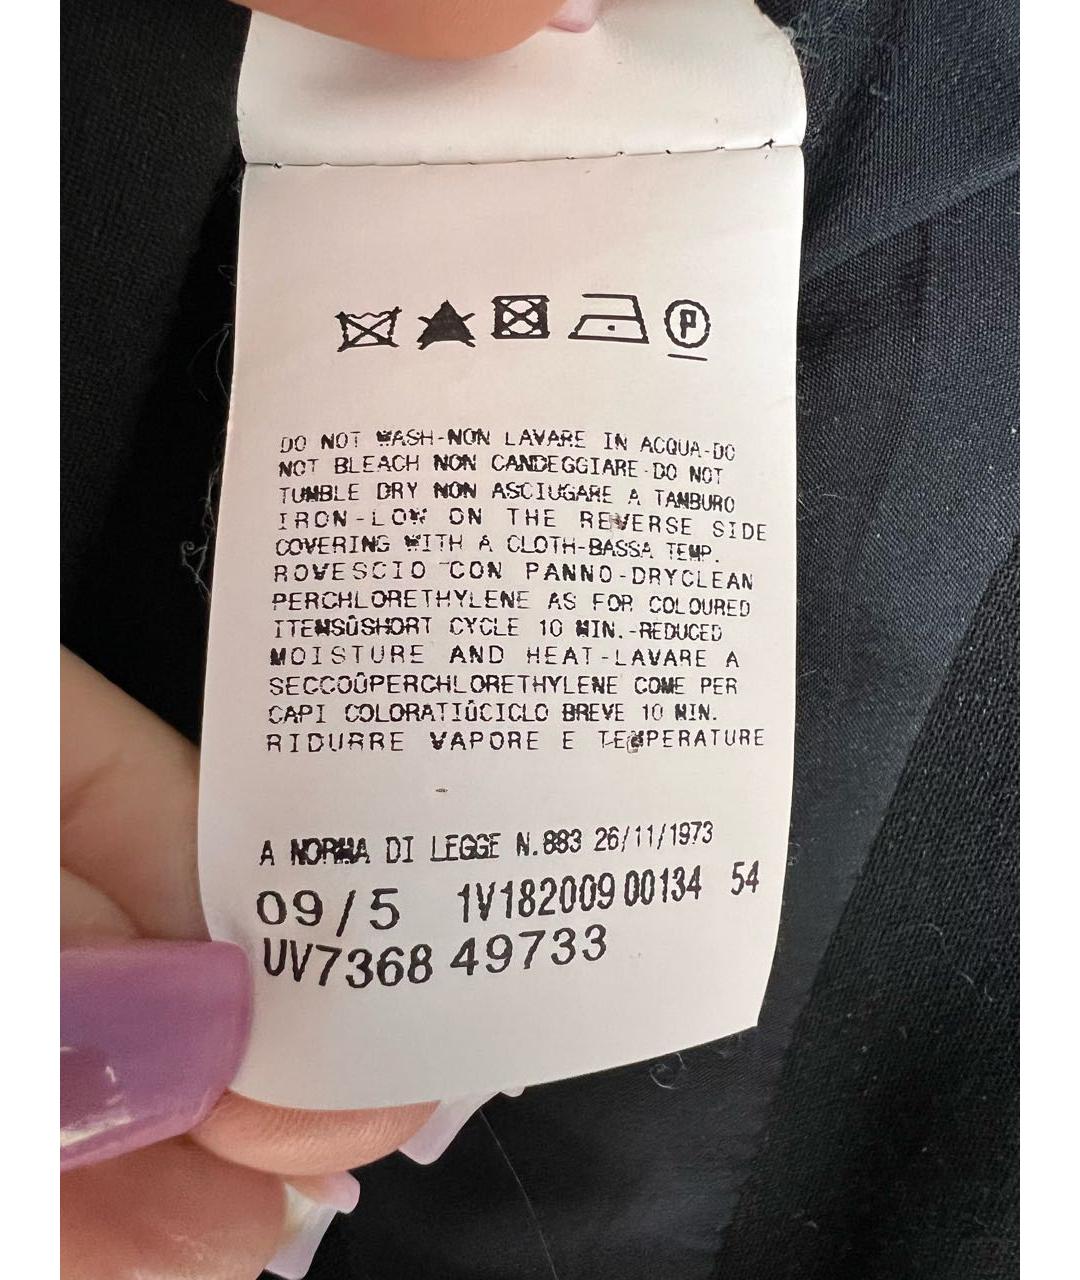 P
DO NOT WASH-NON LAVARE IN ACQUA-DO
NOT BLEACH NON CANDEGGIARE-DO NOT
TUMBLE DRY NON ASCIUGARE A TAMBURO
IRON-LOW ON THE REVERSE SIDE
COVERING WITH A CLOTH-BASSA TEMP.
ROVESCIO CON PANNO-DRYCLEAN
PERCHLORETHYLENE AS FOR COLOURED
ITEMSÛSHORT CYCLE 10 MIN.-REDUCED
MOISTURE AND HEAT-LAVARE A
SECCOÛPERCHLORETHYLENE COME PER
CAPI COLORATIÛCICLO BREVE 10 MIN.
RIDURRE VAPORE E TEMPERATURE
A NORMA DI LEGGE N.883 26/11/1973
09/5 1V182009 00134 54
UV7368 49733